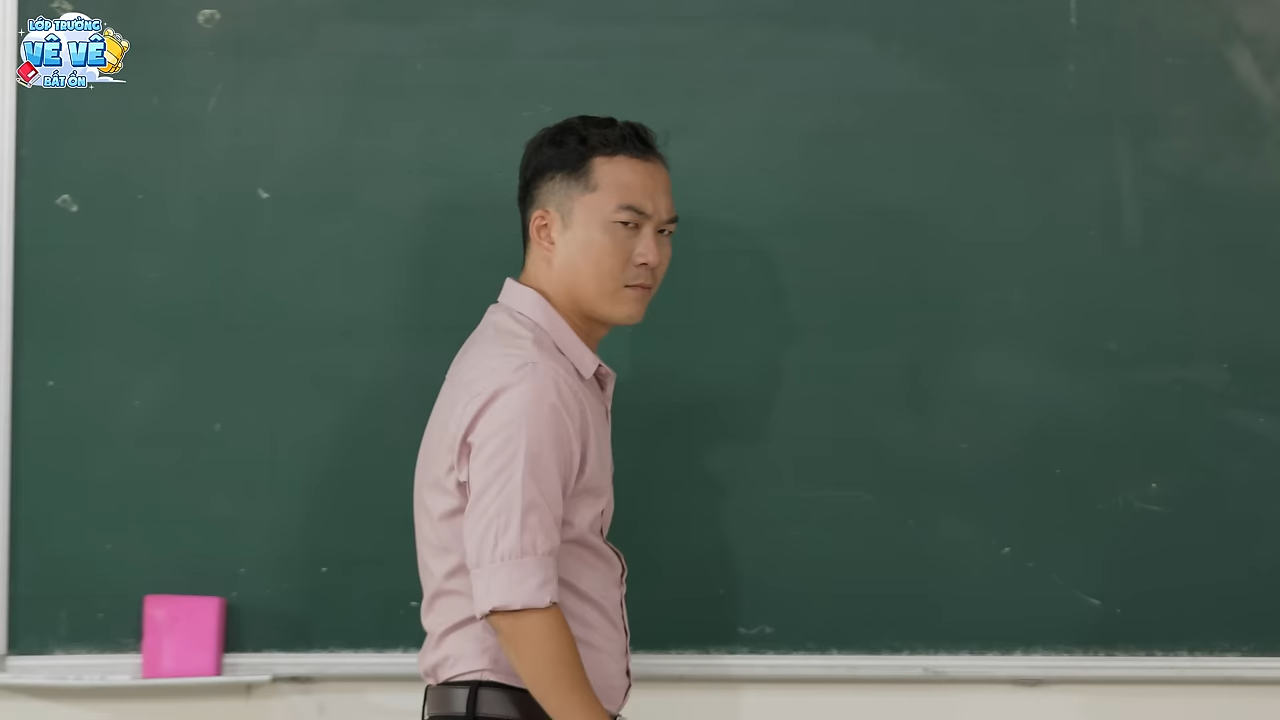 LỚP TRƯỞNG
VÊ VÊ
BẤT ỔN